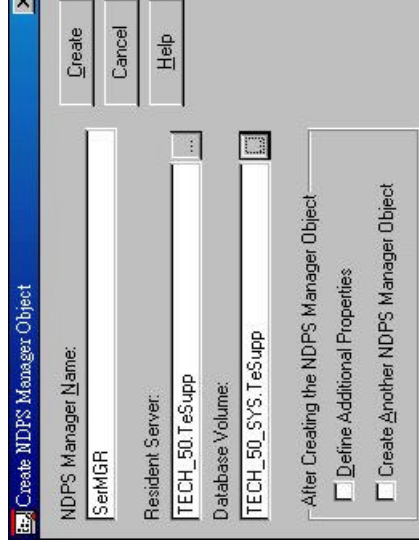 Create NDPS Manager Object
NDPS Manager Name:
SerMGR
Resident Server:
TECH_50.TeSupp
...
Database Volume:
TECH_50_SYS.TeSupp
...
After Creating the NDPS Manager Object
Define Additional Properties
Create Another NDPS Manager Object
Create
Cancel
Help